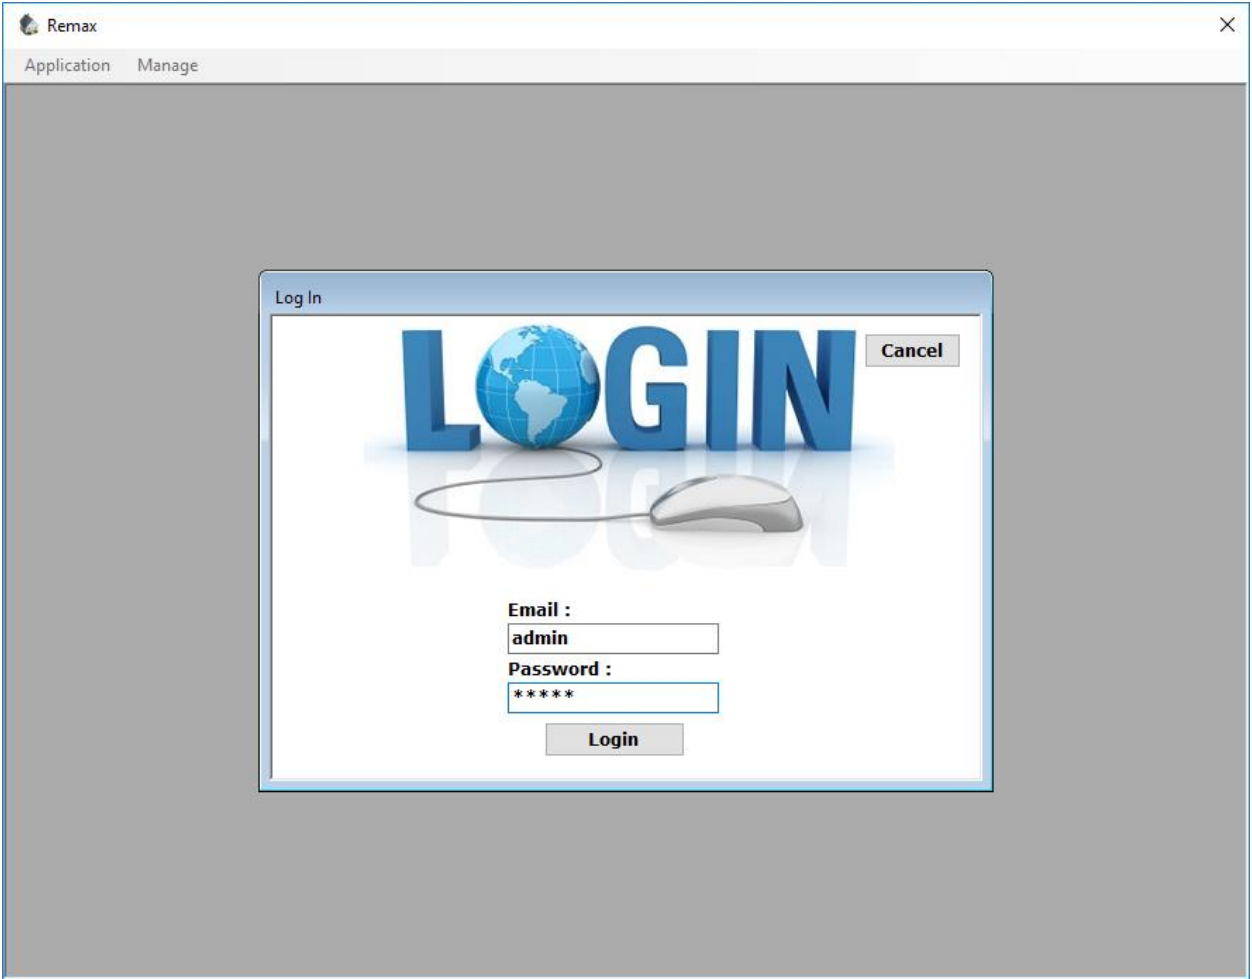 Remax
Application Manage
Log In
LOGIN
Cancel
Email :
admin
Password :
*****
Login